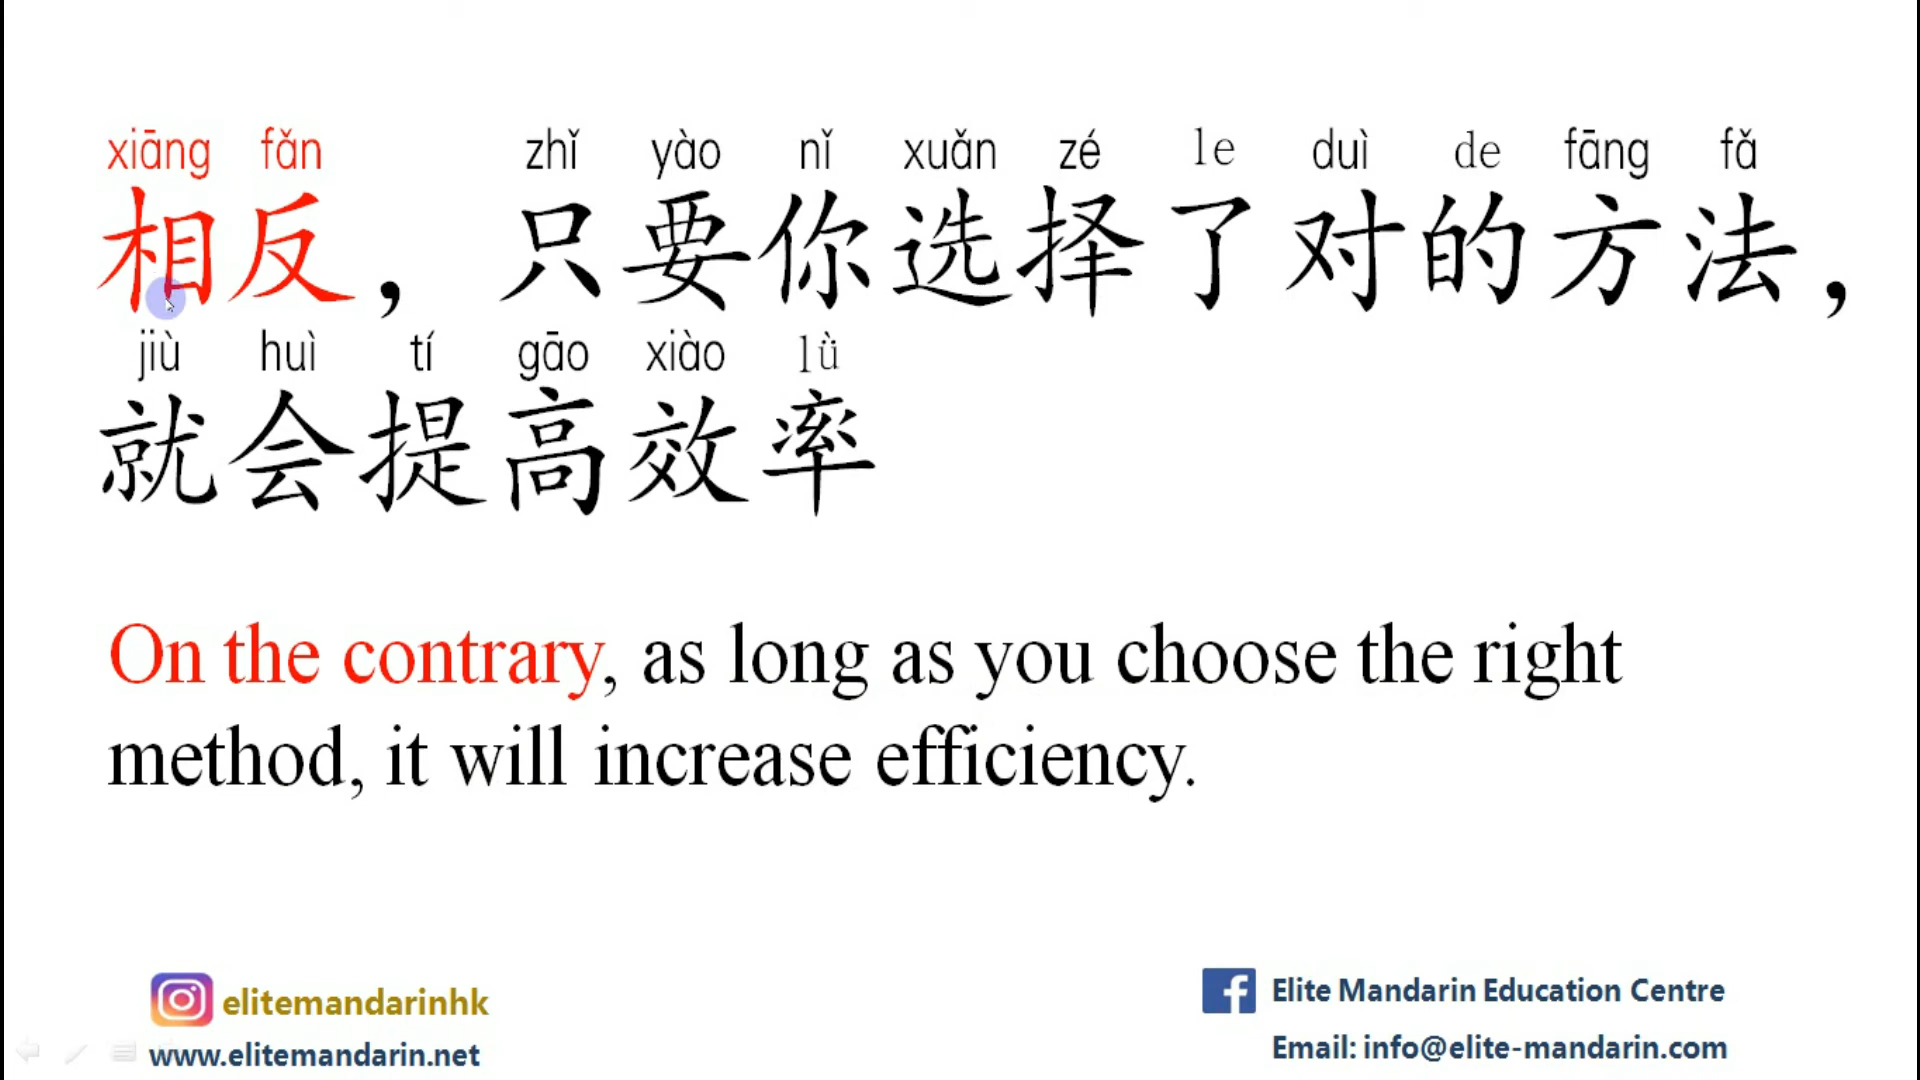 xiāng fǎn zhǐ yào nǐ xuǎn zé le duì de fāng fǎ
相反，只要你选择了对的方法，
jiù huì tí gāo xiào lǜ
就会提高效率
On the contrary, as long as you choose the right
method, it will increase efficiency.
elitemandarinhk
www.elitemandarin.net
Elite Mandarin Education Centre
Email: info@elite-mandarin.com